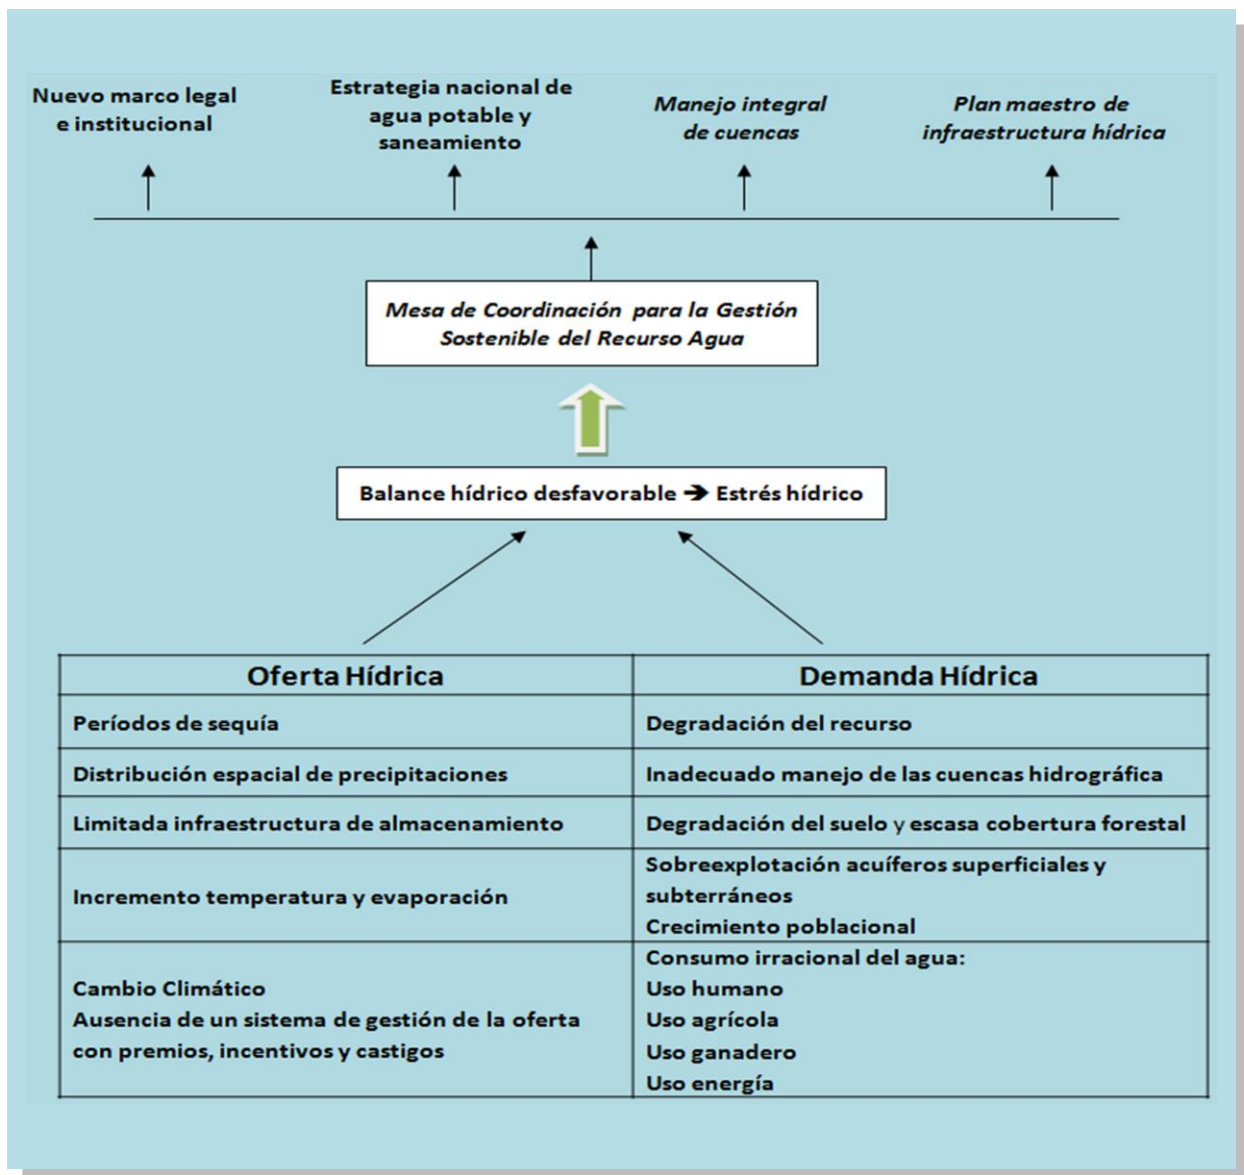 Nuevo marco legal
e institucional
Estrategia nacional de
agua potable y
saneamiento
Manejo integral
de cuencas
Plan maestro de
infraestructura hídrica
Mesa de Coordinación para la Gestión
Sostenible del Recurso Agua
Balance hídrico desfavorable ➔ Estrés hídrico
Oferta Hídrica
Demanda Hídrica
Períodos de sequía
Degradación del recurso
Distribución espacial de precipitaciones
Inadecuado manejo de las cuencas hidrográfica
Limitada infraestructura de almacenamiento
Degradación del suelo y escasa cobertura forestal
Incremento temperatura y evaporación
Sobreexplotación acuíferos superficiales y
subterráneos
Crecimiento poblacional
Cambio Climático
Ausencia de un sistema de gestión de la oferta
con premios, incentivos y castigos
Consumo irracional del agua:
Uso humano
Uso agrícola
Uso ganadero
Uso energía